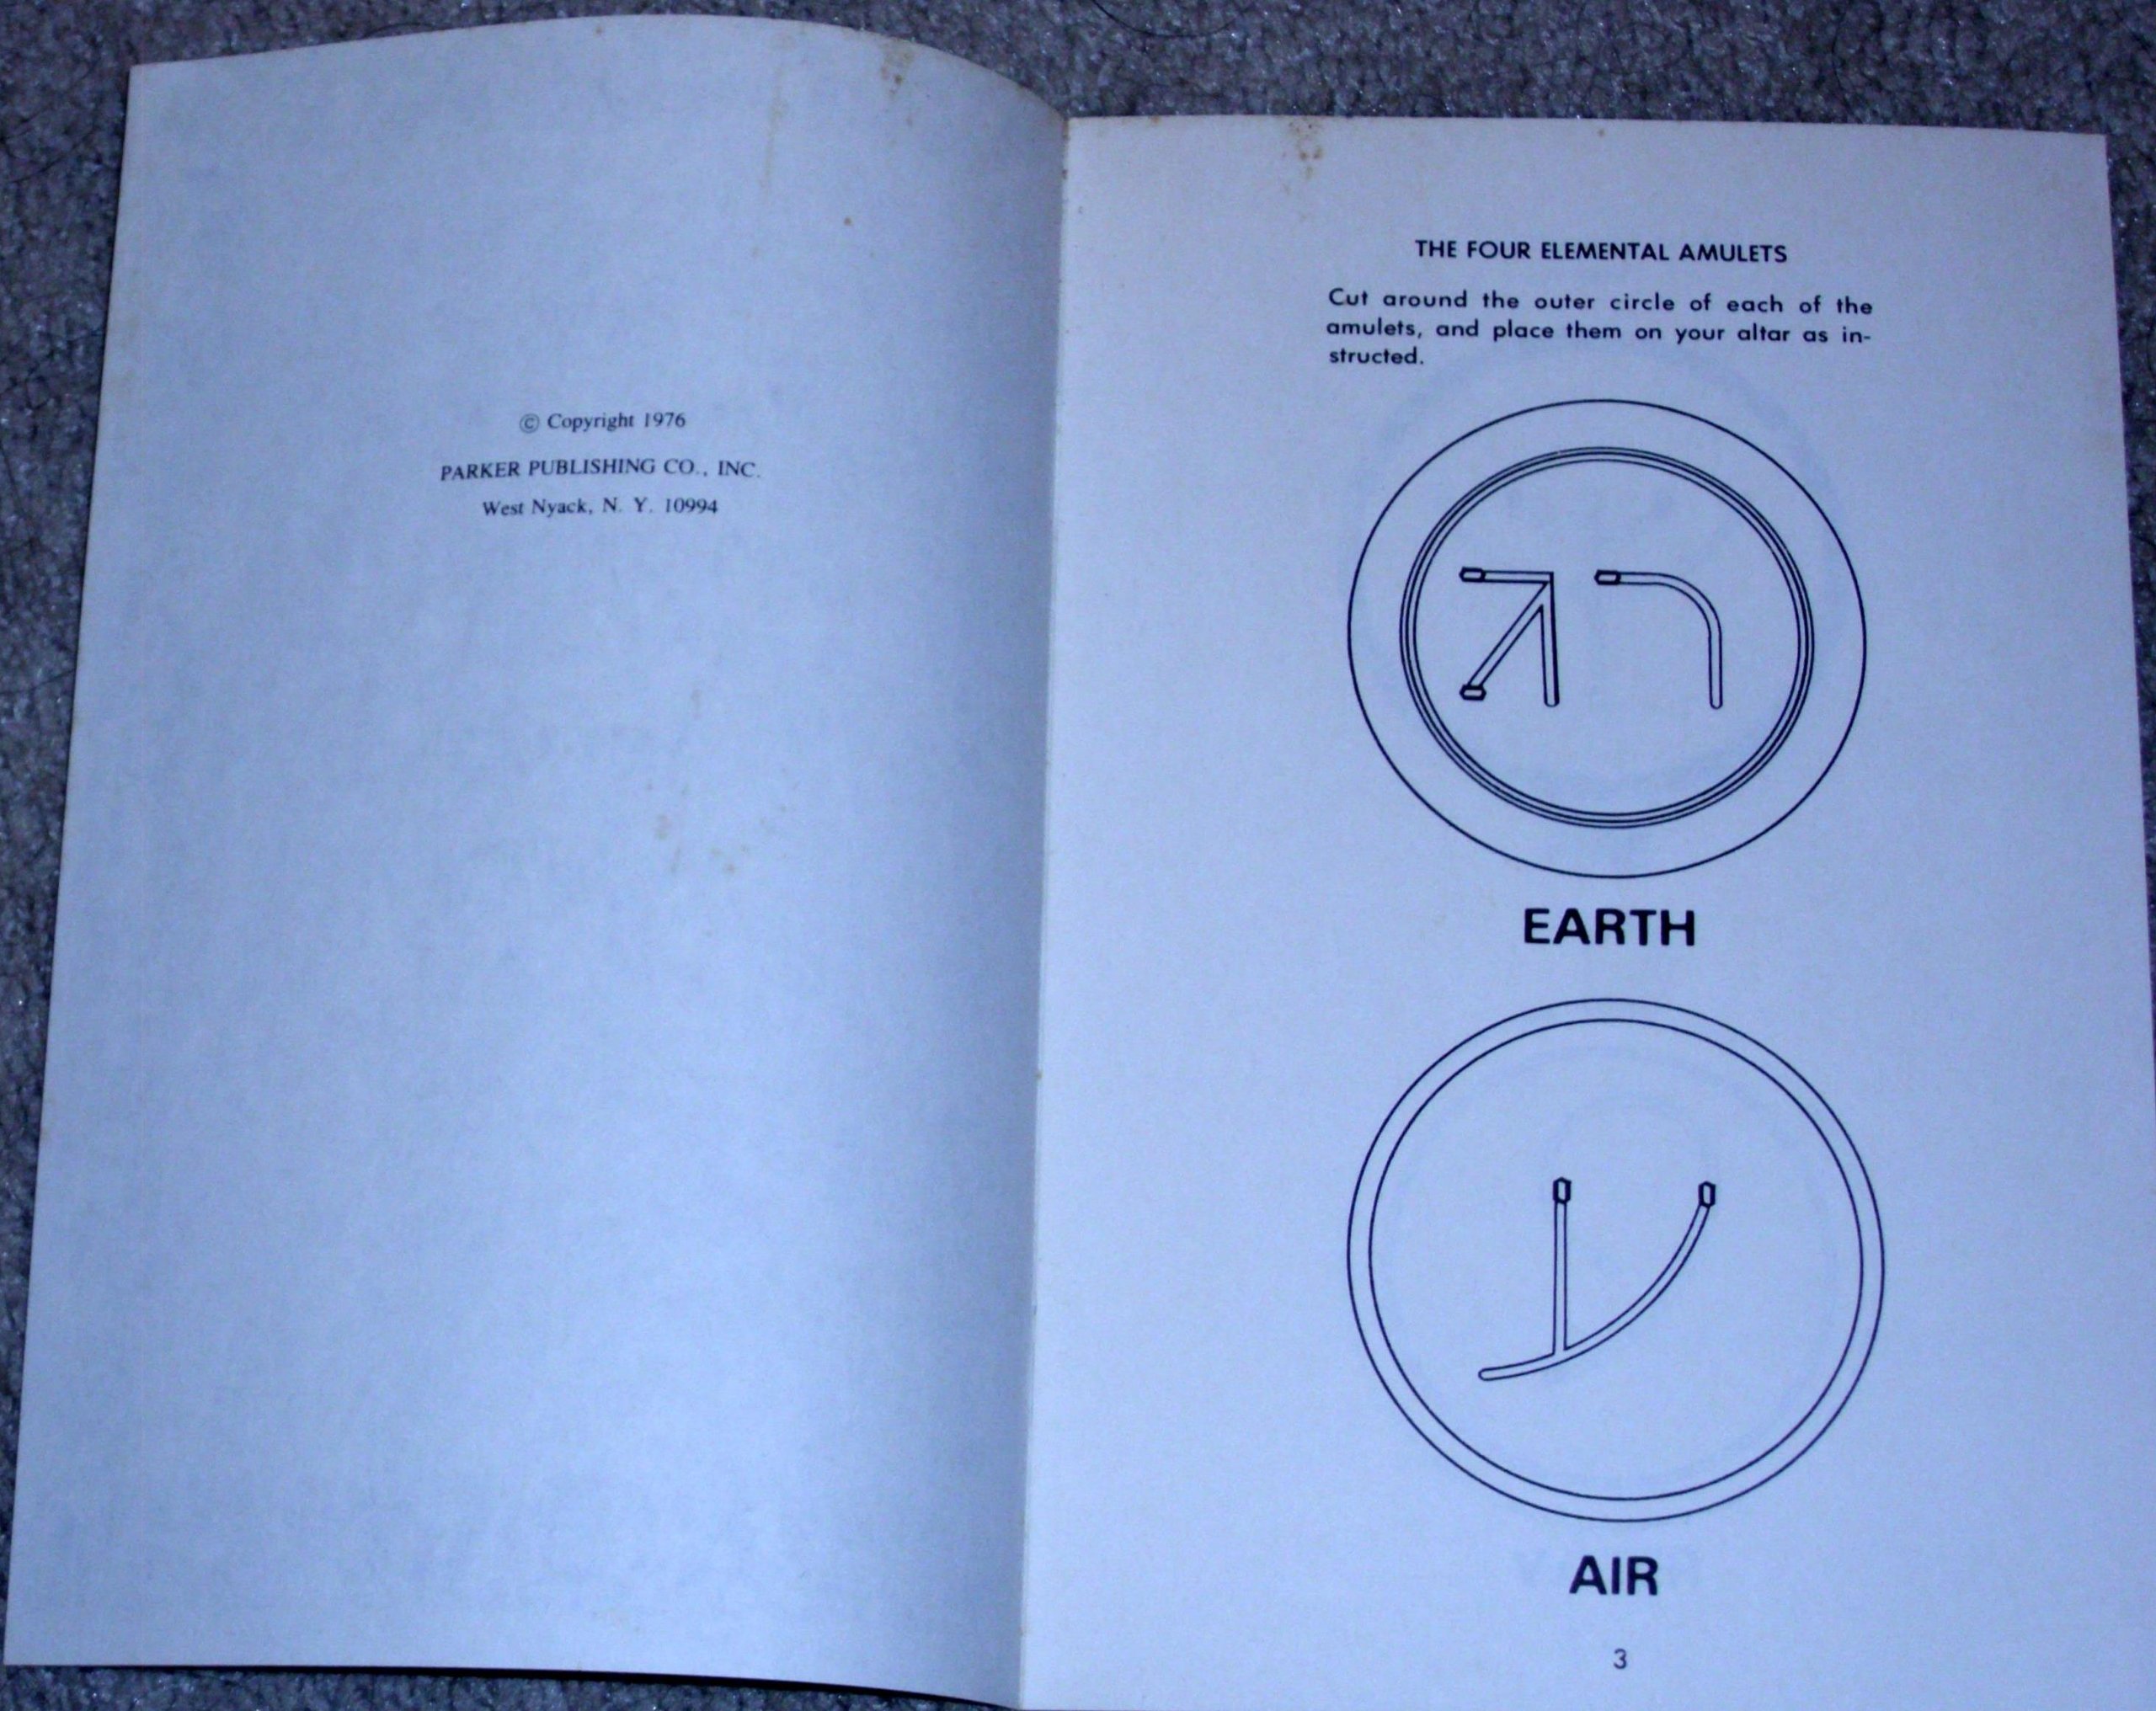 © Copyright 1976
PARKER PUBLISHING CO., INC.
West Nyack, N. Y. 10994
THE FOUR ELEMENTAL AMULETS
Cut around the outer circle of each of the
amulets, and place them on your altar as in-
structed.
EARTH
AIR
3